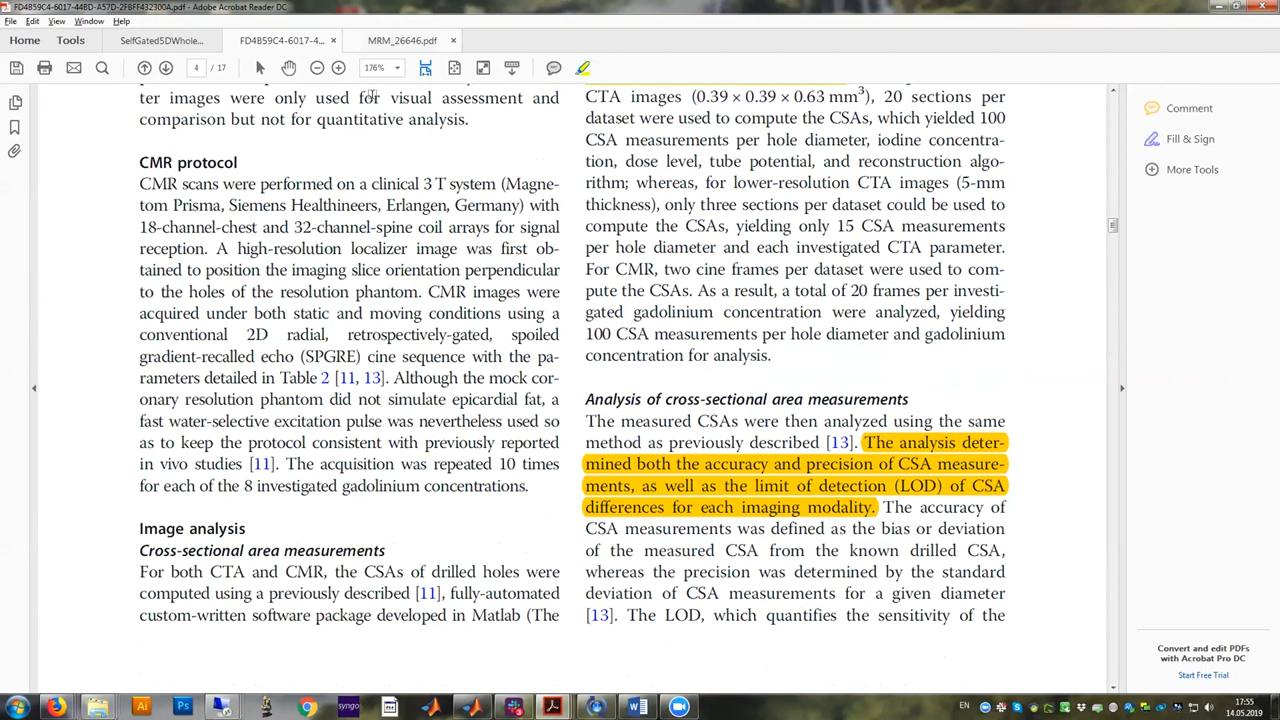 FD4B59C4-6017-44BD-A57D-2FBFF432300A.pdf - Adobe Acrobat Reader DC
File Edit View Window Help
Home Tools SelfGated5DWhole... FD4B59C4-6017-4... × MRM_26646.pdf ×
4 / 17 176%
ter images were only used for visual assessment and
comparison but not for quantitative analysis.
CMR protocol
CMR scans were performed on a clinical 3 T system (Magne-
tom Prisma, Siemens Healthineers, Erlangen, Germany) with
18-channel-chest and 32-channel-spine coil arrays for signal
reception. A high-resolution localizer image was first ob-
tained to position the imaging slice orientation perpendicular
to the holes of the resolution phantom. CMR images were
acquired under both static and moving conditions using a
conventional 2D radial, retrospectively-gated, spoiled
gradient-recalled echo (SPGRE) cine sequence with the pa-
rameters detailed in Table 2 [11, 13]. Although the mock cor-
onary resolution phantom did not simulate epicardial fat, a
fast water-selective excitation pulse was nevertheless used so
as to keep the protocol consistent with previously reported
in vivo studies [11]. The acquisition was repeated 10 times
for each of the 8 investigated gadolinium concentrations.
Image analysis
Cross-sectional area measurements
For both CTA and CMR, the CSAs of drilled holes were
computed using a previously described [11], fully-automated
custom-written software package developed in Matlab (The
CTA images (0.39 × 0.39 × 0.63 mm³), 20 sections per
dataset were used to compute the CSAs, which yielded 100
CSA measurements per hole diameter, iodine concentra-
tion, dose level, tube potential, and reconstruction algo-
rithm; whereas, for lower-resolution CTA images (5-mm
thickness), only three sections per dataset could be used to
compute the CSAs, yielding only 15 CSA measurements
per hole diameter and each investigated CTA parameter.
For CMR, two cine frames per dataset were used to com-
pute the CSAs. As a result, a total of 20 frames per investi-
gated gadolinium concentration were analyzed, yielding
100 CSA measurements per hole diameter and gadolinium
concentration for analysis.
Analysis of cross-sectional area measurements
The measured CSAs were then analyzed using the same
method as previously described [13]. The analysis deter-
mined both the accuracy and precision of CSA measure-
ments, as well as the limit of detection (LOD) of CSA
differences for each imaging modality. The accuracy of
CSA measurements was defined as the bias or deviation
of the measured CSA from the known drilled CSA,
whereas the precision was determined by the standard
deviation of CSA measurements for a given diameter
[13]. The LOD, which quantifies the sensitivity of the
Comment
Fill & Sign
More Tools
Convert and edit PDFs
with Acrobat Pro DC
Start Free Trial
Ai Ps syngo EN 17:55
14.05.2019